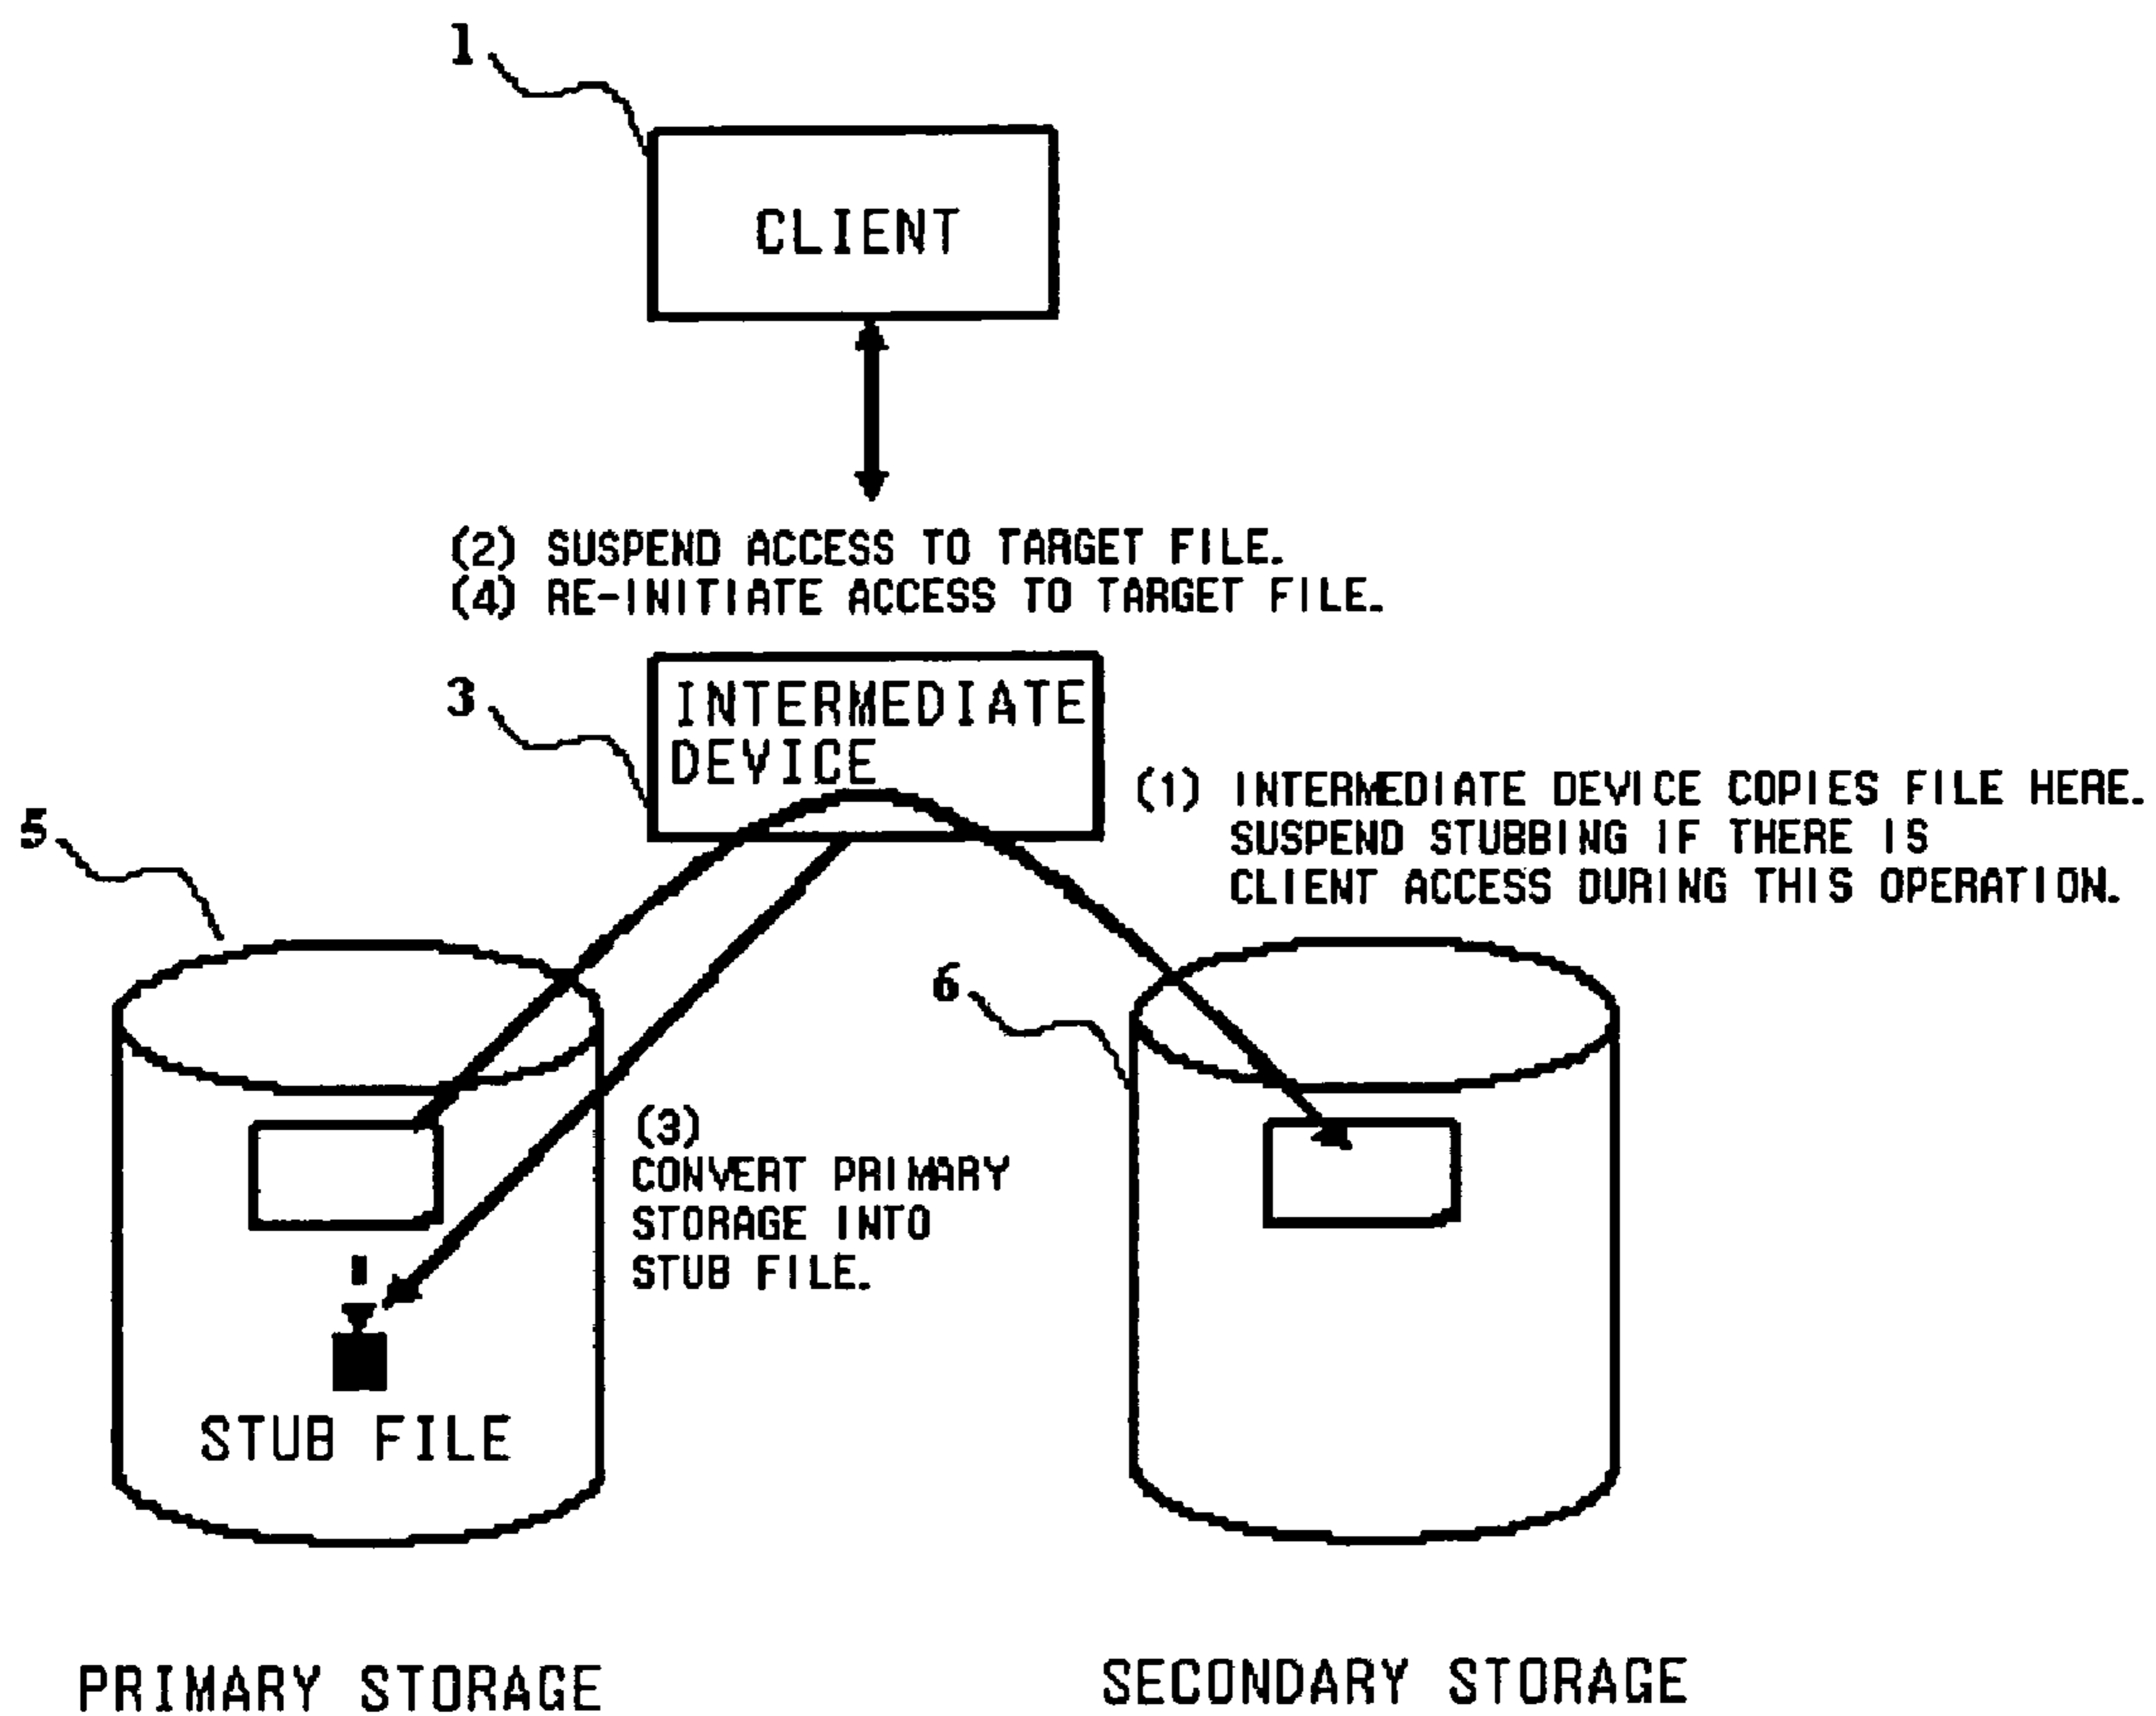 1
CLIENT
(2) SUSPEND ACCESS TO TARGET FILE.
(4) RE-INITIATE ACCESS TO TARGET FILE.
3
INTERMEDIATE
DEVICE
(1) INTERMEDIATE DEVICE COPIES FILE HERE.
SUSPEND STUBBING IF THERE IS
CLIENT ACCESS DURING THIS OPERATION.
5
6
(3)
CONVERT PRIMARY
STORAGE INTO
STUB FILE.
STUB FILE
PRIMARY STORAGE
SECONDARY STORAGE